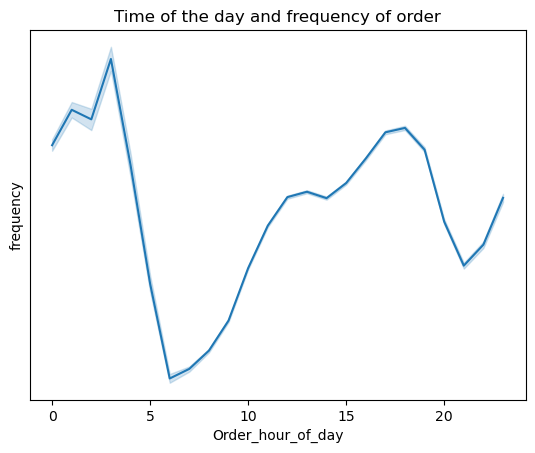 Time of the day and frequency of order
frequency
0 5 10 15 20
Order_hour_of_day